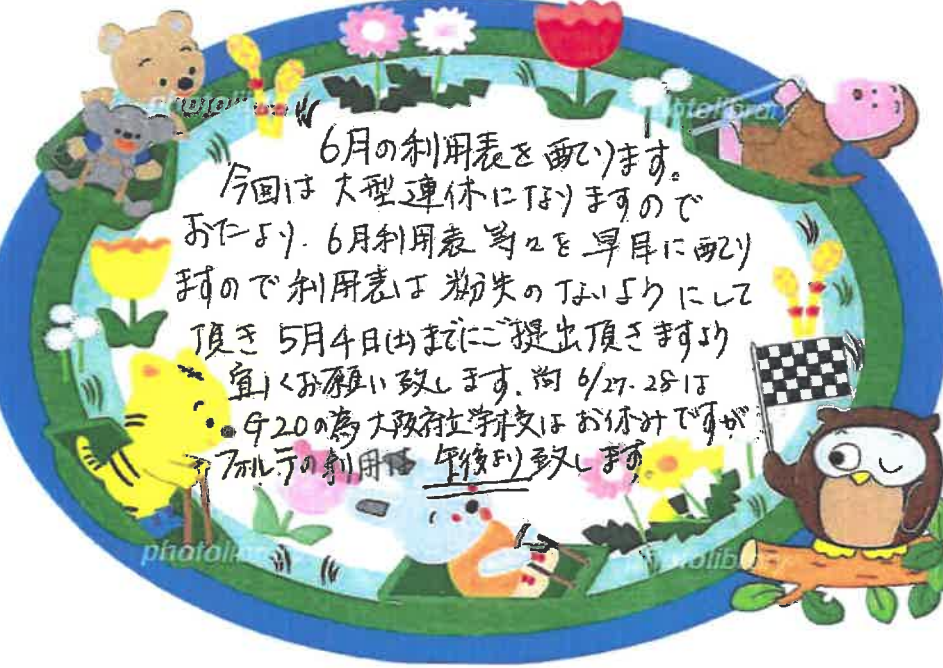 6月の利用表を配ります。
今回は大型連休になりますので
おたより、6月利用表等々を早目に配り
ますので利用表は紛失のないようにして
頂き5月4日(土)までにご提出頂きますよう
宜しくお願い致します。尚6/27.28は
G20の為大阪府立学校はお休みですが
フォルテの利用は午後より致します
photolibrary
photolibrary
photolibrary
photolibrary